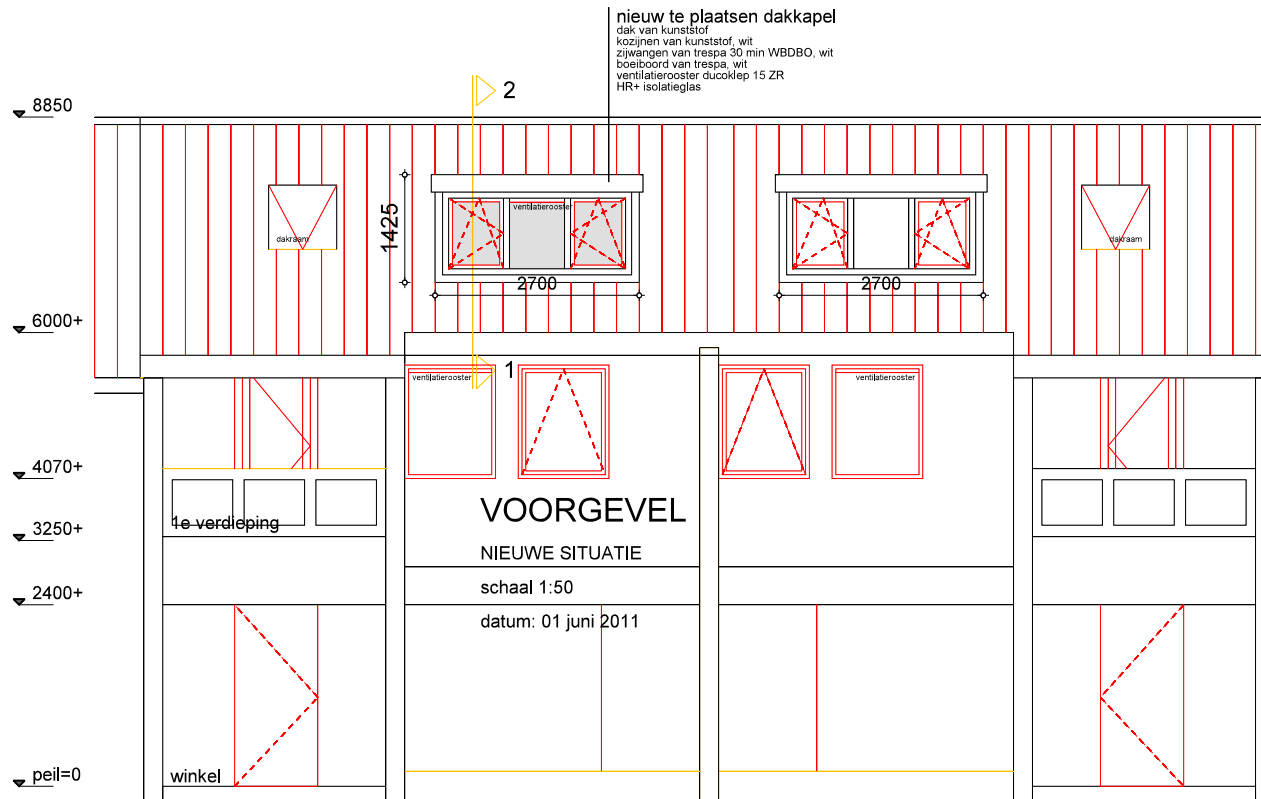 nieuw te plaatsen dakkapel
dak van kunststof
kozijnen van kunststof, wit
zijwangen van trespa 30 min WBDBO, wit
boeiboord van trespa, wit
ventilatierooster ducoklep 15 ZR
HR+ isolatieglas
2
8850
ventilatierooster
1425
dakraam
dakraam
2700
2700
6000+
1
ventilatierooster
ventilatierooster
4070+
VOORGEVEL
1e verdieping
3250+
NIEUWE SITUATIE
schaal 1:50
2400+
datum: 01 juni 2011
peil=0
winkel